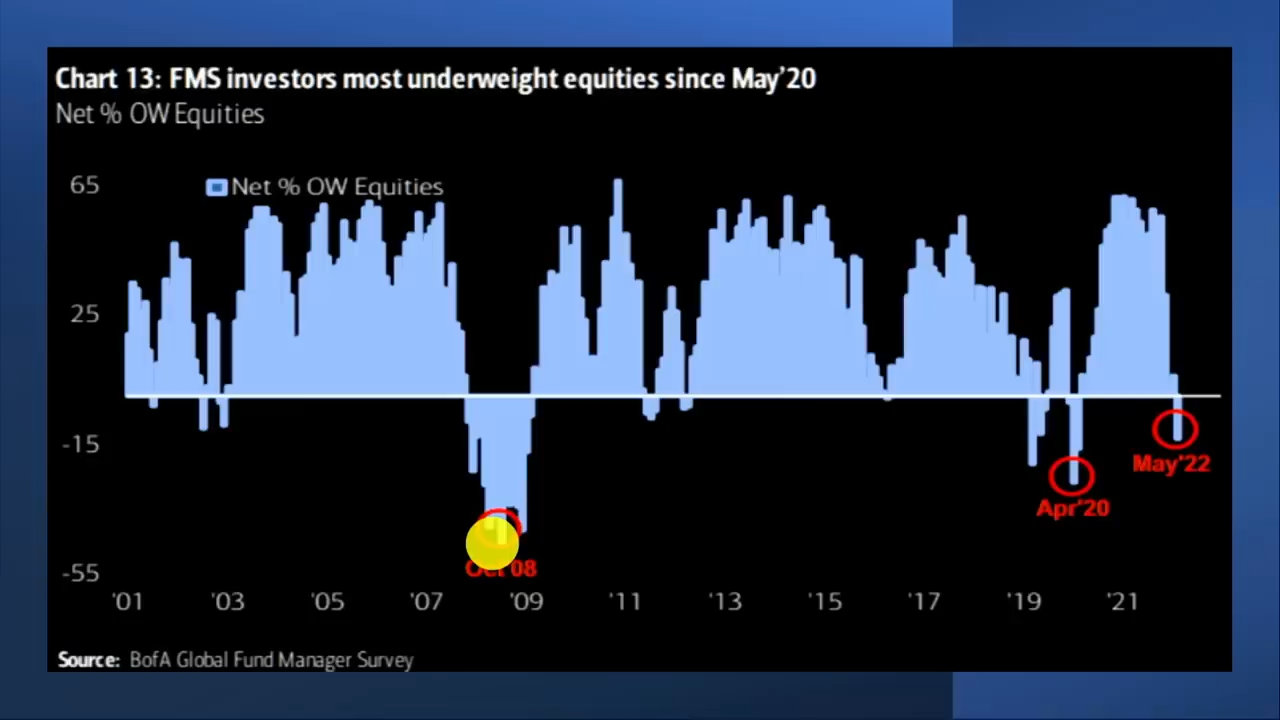 Chart 13: FMS investors most underweight equities since May'20
Net % OW Equities
65
Net % OW Equities
25
-15
May'22
Apr'20
Oct'08
-55
'01 '03 '05 '07 '09 '11 '13 '15 '17 '19 '21
Source: BofA Global Fund Manager Survey